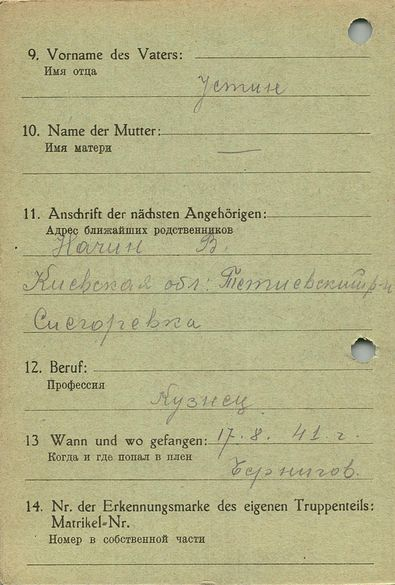 9. Vorname des Vaters:
Имя отца
Устин
10. Name der Mutter:
Имя матери
—
11. Anschrift der nächsten Angehörigen:
Адрес ближайших родственников
В.
Киевская обл: Тетиевский р-н
12. Beruf:
Профессия
Кузнец
13 Wann und wo gefangen: 17. 8. 41 г.
Когда и где попал в плен
Чернигов.
14. Nr. der Erkennungsmarke des eigenen Truppenteils:
Matrikel-Nr.
Номер в собственной части